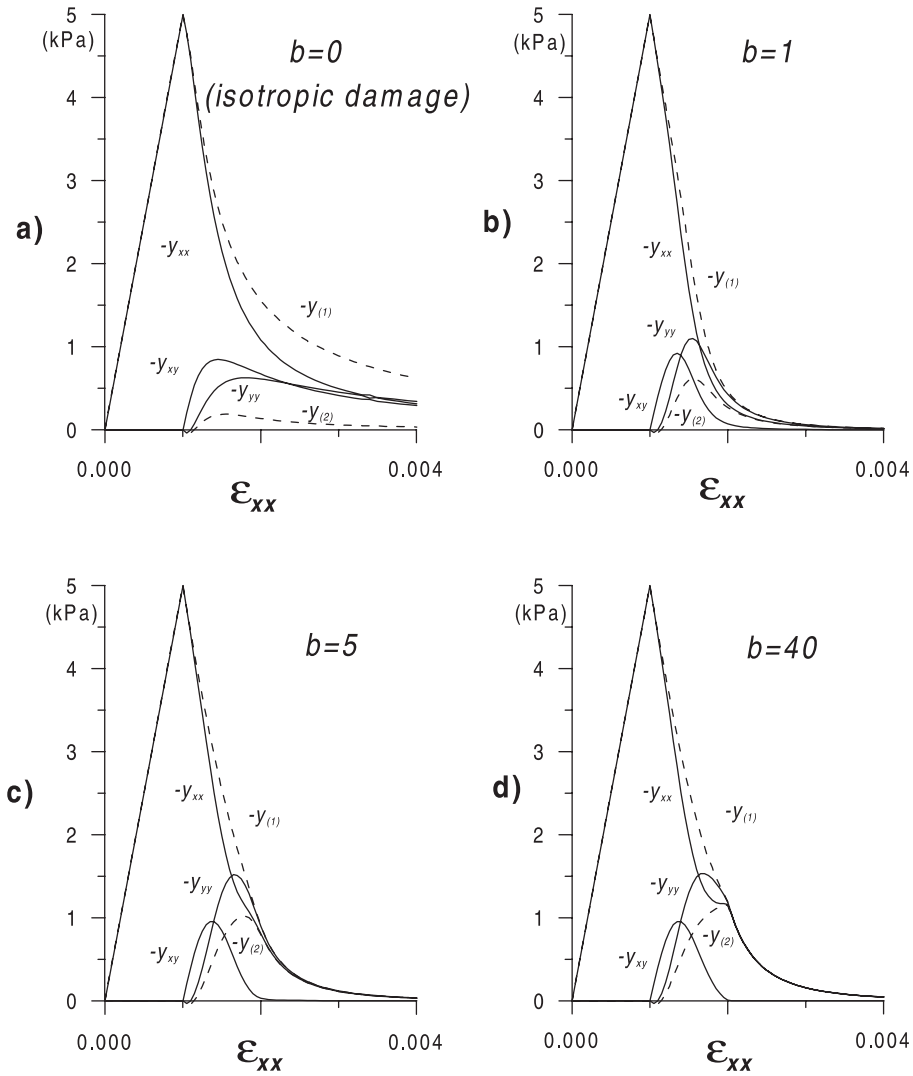 5
(kPa)
4
3
2
1
0
0.000
0.004
a)
b=0
(isotropic damage)
-y_xx
-y_(1)
-y_xy
-y_yy
-y_(2)
ε_xx
5
(kPa)
4
3
2
1
0
0.000
0.004
b)
b=1
-y_xx
-y_(1)
-y_yy
-y_xy
-y_(2)
ε_xx
5
(kPa)
4
3
2
1
0
0.000
0.004
c)
b=5
-y_xx
-y_(1)
-y_yy
-y_xy
-y_(2)
ε_xx
5
(kPa)
4
3
2
1
0
0.000
0.004
d)
b=40
-y_xx
-y_(1)
-y_yy
-y_xy
-y_(2)
ε_xx